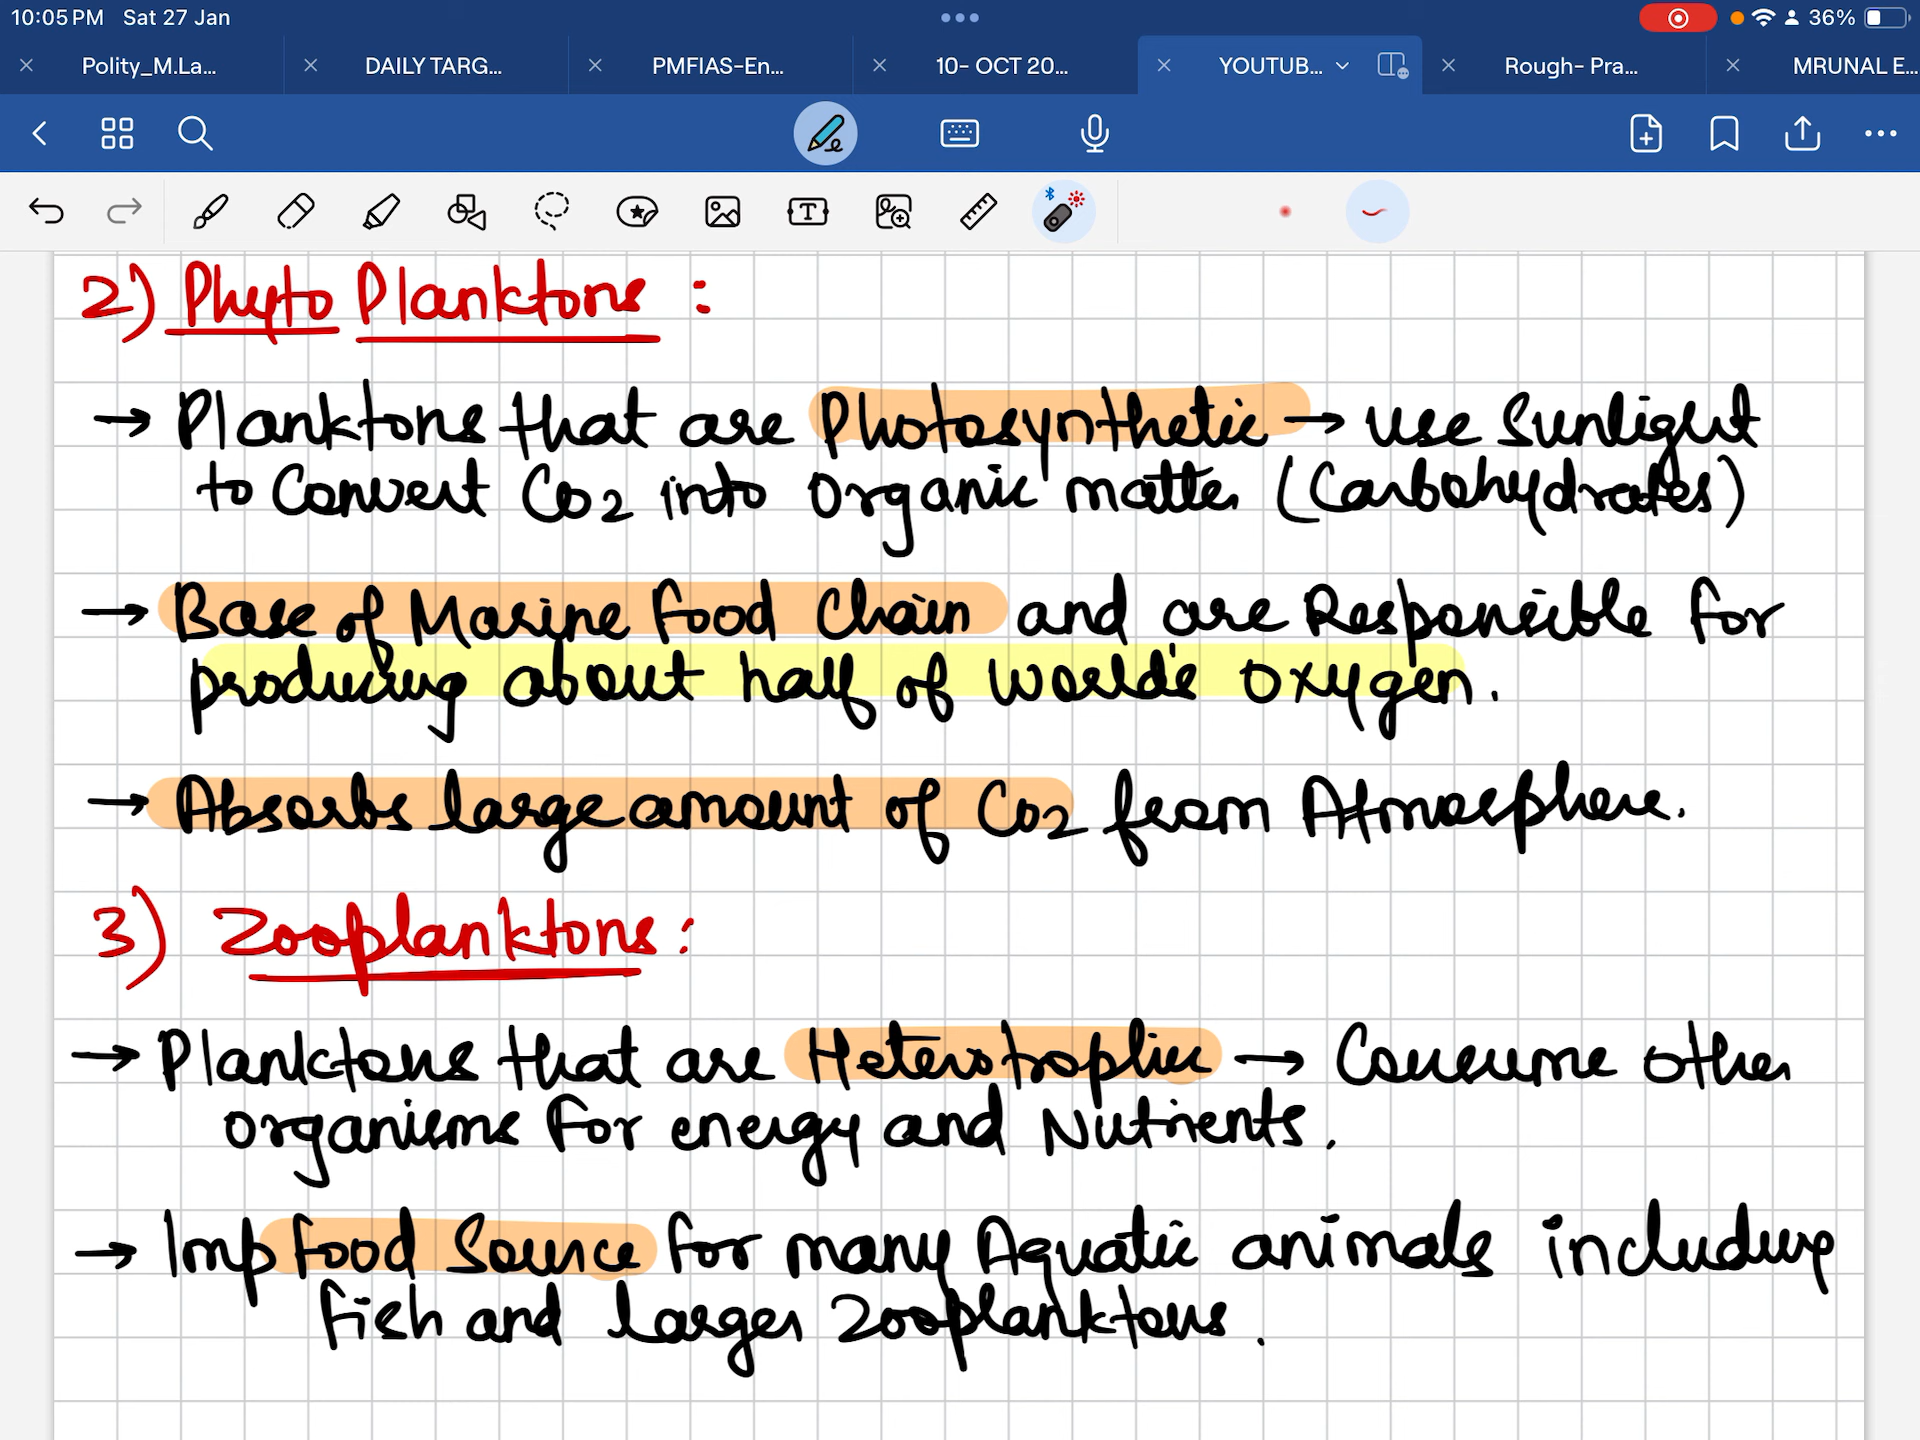 10:05 PM Sat 27 Jan
36%
Polity_M.La...
DAILY TARG...
PMFIAS-En...
10- OCT 20...
YOUTUB...
Rough- Pra...
MRUNAL E...
2) Phyto Planktons :
→ Planktons that are Photosynthetic → use Sunlight
to Convert CO2 into organic matter (Carbohydrates)
→ Base of Marine Food Chain and are Responsible for
producing about half of world's oxygen.
→ Absorbs large amount of CO2 from Atmosphere.
3) Zooplanktons:
→ Planktons that are Heterotrophic → Consume other
organisms for energy and Nutrients.
→ Imp food Source for many Aquatic animals including
fish and larger zooplanktons.